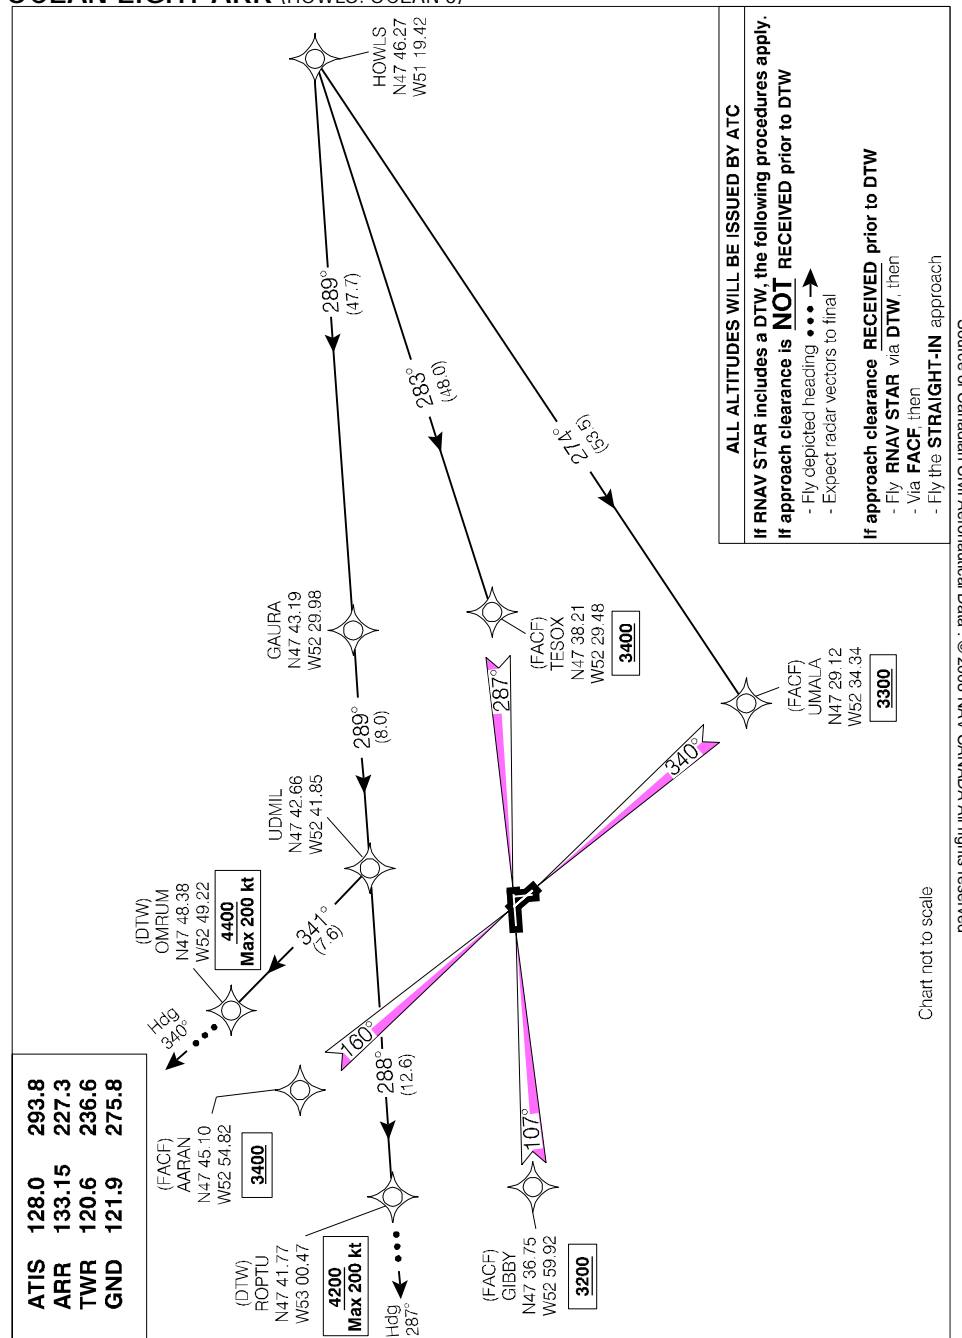 HOWLS
N47 46.27
W51 19.42
289°
(47.7)
283°
(48.0)
274°
(53.5)
GAURA
N47 43.19
W52 29.98
(FACF)
TESOX
N47 38.21
W52 29.48
3400
(FACF)
UMALA
N47 29.12
W52 34.34
3300
289°
(8.0)
287°
340°
UDMIL
N47 42.66
W52 41.85
341°
(7.6)
(DTW)
OMRUM
N47 48.38
W52 49.22
4400
Max 200 kt
Hdg
340°
160°
288°
(12.6)
107°
(FACF)
AARAN
N47 45.10
W52 54.82
3400
(DTW)
ROPTU
N47 41.77
W53 00.47
4200
Max 200 kt
Hdg
287°
(FACF)
GIBBY
N47 36.75
W52 59.92
3200
ATIS 128.0 293.8
ARR 133.15 227.3
TWR 120.6 236.6
GND 121.9 275.8
ALL ALTITUDES WILL BE ISSUED BY ATC
If RNAV STAR includes a DTW, the following procedures apply.
If approach clearance is NOT RECEIVED prior to DTW
- Fly depicted heading
- Expect radar vectors to final
If approach clearance RECEIVED prior to DTW
- Fly RNAV STAR via DTW, then
- Via FACF, then
- Fly the STRAIGHT-IN approach
Chart not to scale